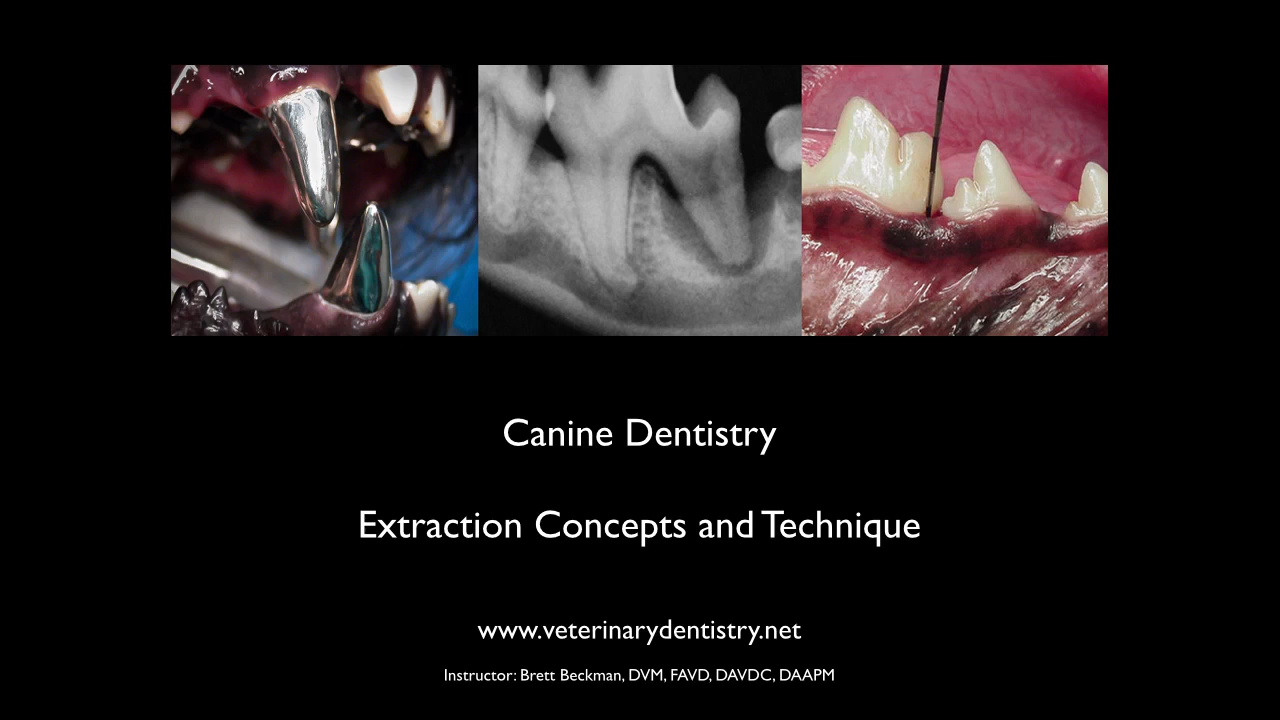 Canine Dentistry
Extraction Concepts and Technique
www.veterinarydentistry.net
Instructor: Brett Beckman, DVM, FAVD, DAVDC, DAAPM